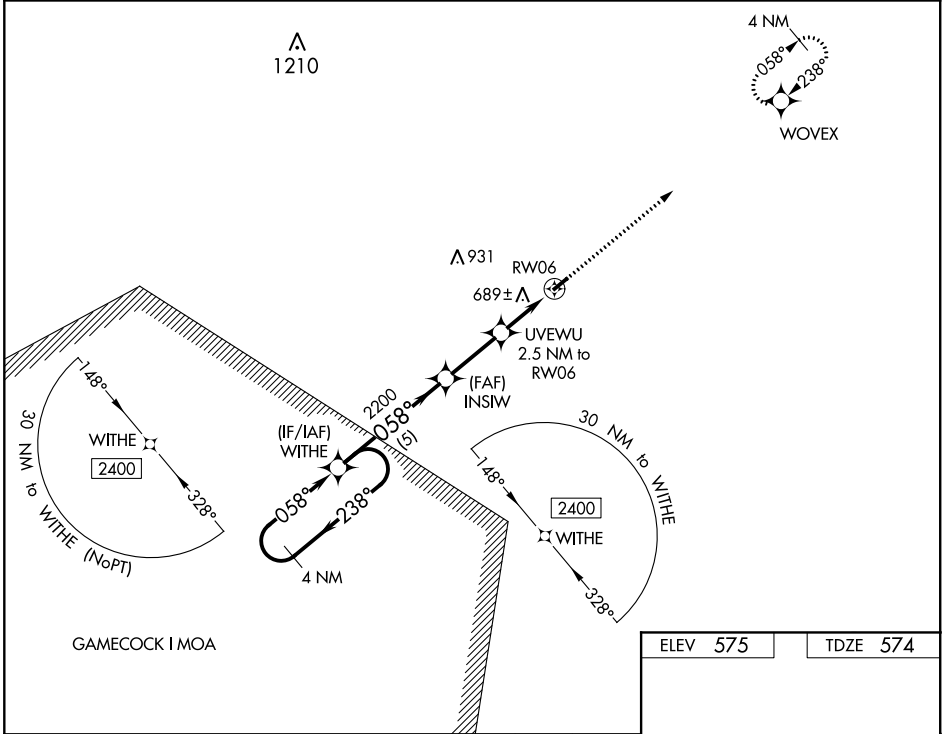 4 NM
058°
238°
WOVEX
1210
931
RW06
689±
UVEWU
2.5 NM to
RW06
(FAF)
INSIW
2200
058°
(5)
(IF/IAF)
WITHE
058°
238°
4 NM
148°
WITHE
2400
328°
30 NM to WITHE (NoPT)
30 NM to WITHE
148°
2400
WITHE
328°
GAMECOCK I MOA
ELEV 575
TDZE 574